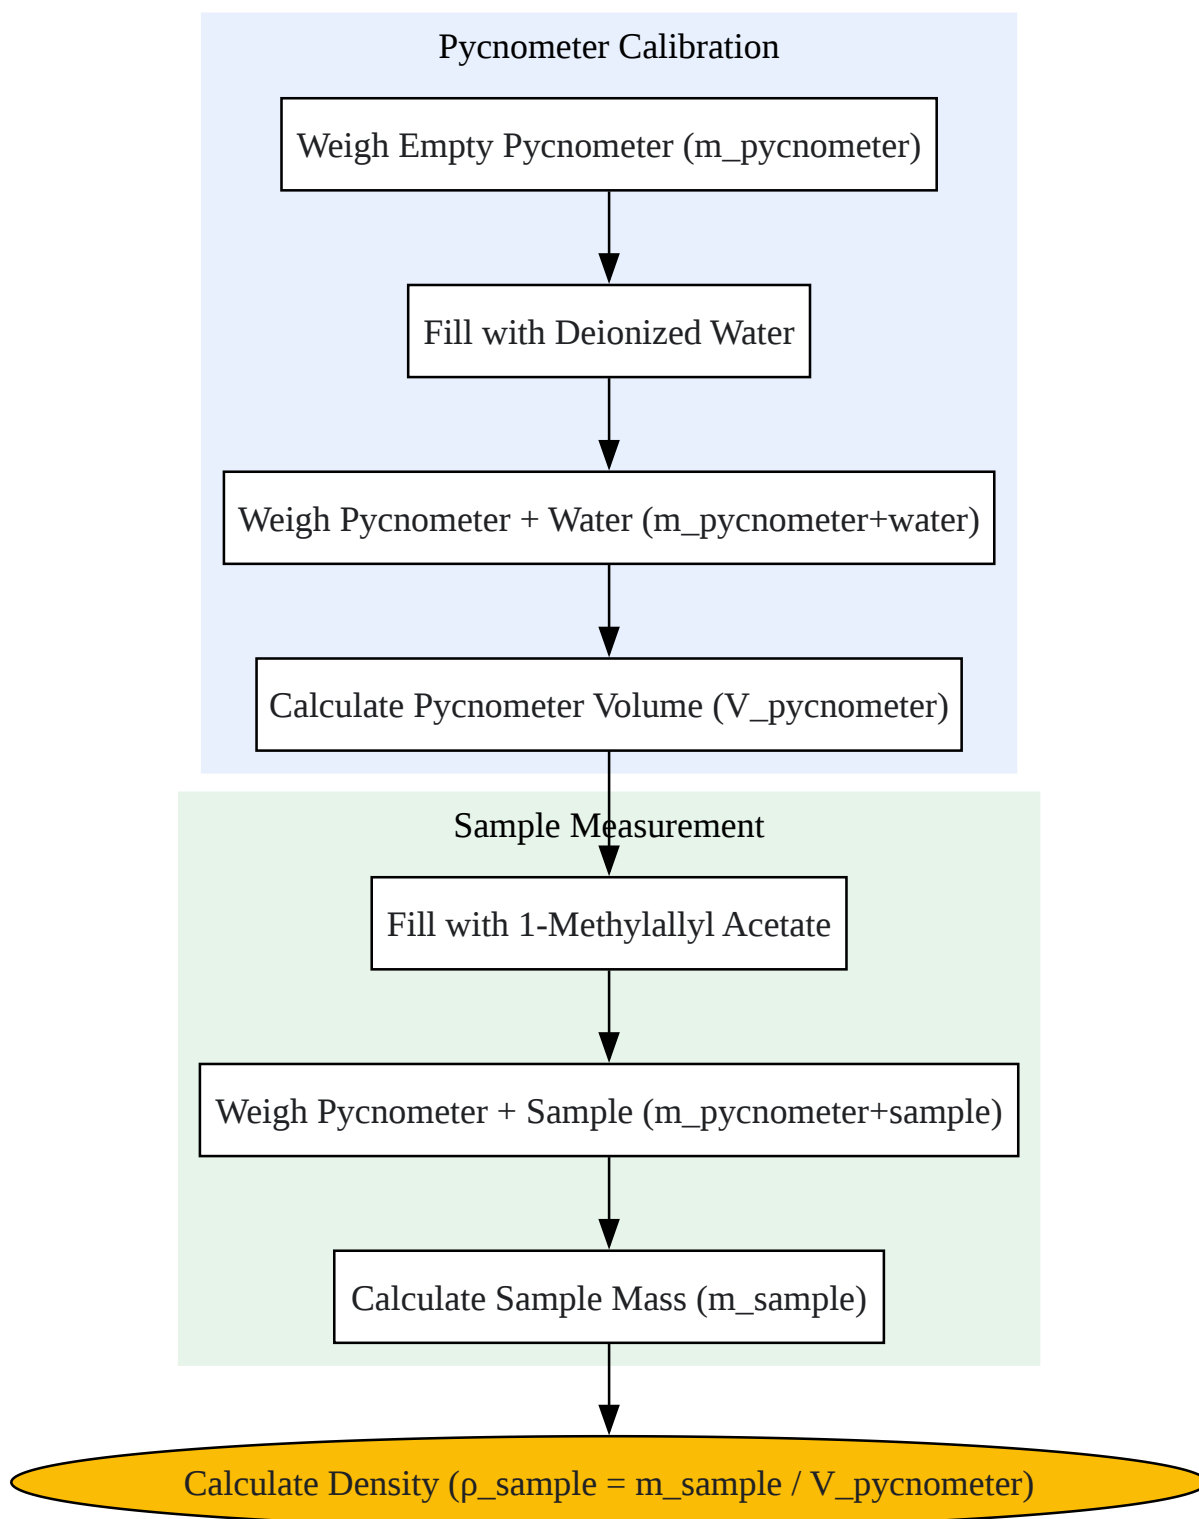 Pycnometer Calibration
Weigh Empty Pycnometer (m_pycnometer)
Fill with Deionized Water
Weigh Pycnometer + Water (m_pycnometer+water)
Calculate Pycnometer Volume (V_pycnometer)
Sample Measurement
Fill with 1-Methylallyl Acetate
Weigh Pycnometer + Sample (m_pycnometer+sample)
Calculate Sample Mass (m_sample)
Calculate Density (ρ_sample = m_sample / V_pycnometer)